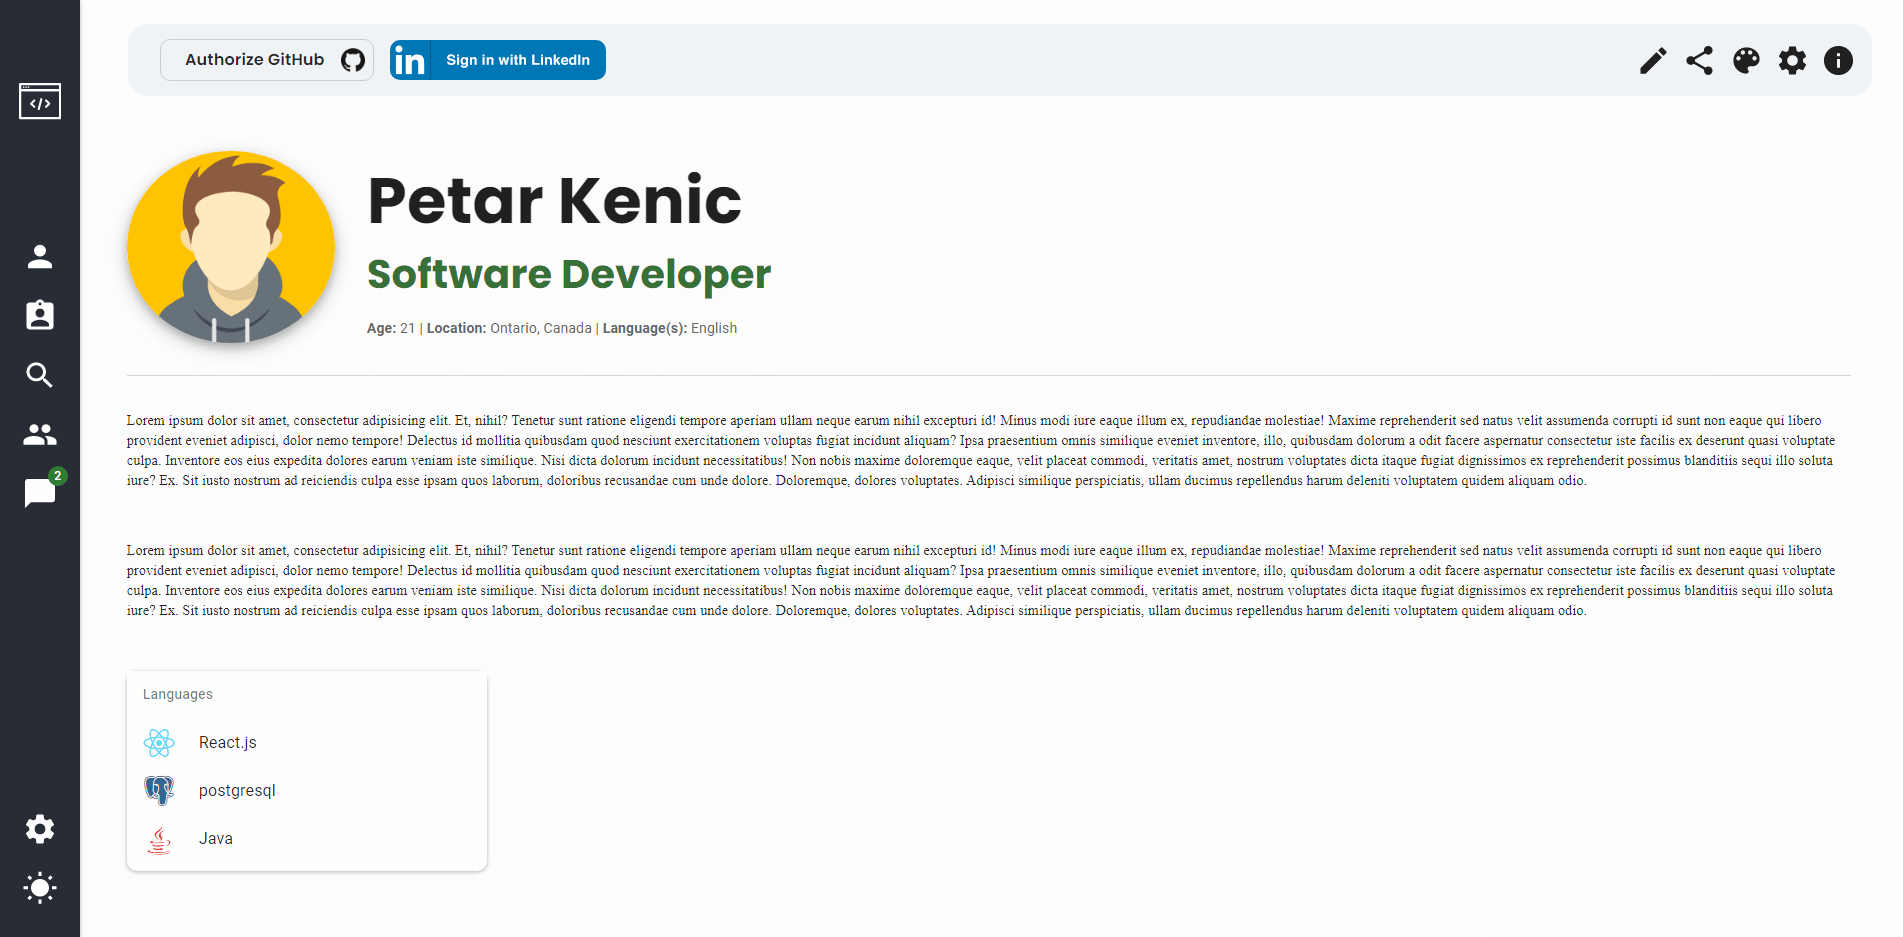 Authorize GitHub
in Sign in with LinkedIn
</>
Petar Kenic
Software Developer
Age: 21 | Location: Ontario, Canada | Language(s): English
Lorem ipsum dolor sit amet, consectetur adipisicing elit. Et, nihil? Tenetur sunt ratione eligendi tempore aperiam ullam neque earum nihil excepturi id! Minus modi iure eaque illum ex, repudiandae molestiae! Maxime reprehenderit sed natus velit assumenda corrupti id sunt non eaque qui libero
provident eveniet adipisci, dolor nemo tempore! Delectus id mollitia quibusdam quod nesciunt exercitationem voluptas fugiat incidunt aliquam? Ipsa praesentium omnis similique eveniet inventore, illo, quibusdam dolorum a odit facere aspernatur consectetur iste facilis ex deserunt quasi voluptate
culpa. Inventore eos eius expedita dolores earum veniam iste similique. Nisi dicta dolorum incidunt necessitatibus! Non nobis maxime doloremque eaque, velit placeat commodi, veritatis amet, nostrum voluptates dicta itaque fugiat dignissimos ex reprehenderit possimus blanditiis sequi illo soluta
iure? Ex. Sit iusto nostrum ad reiciendis culpa esse ipsam quos laborum, doloribus recusandae cum unde dolore. Doloremque, dolores voluptates. Adipisci similique perspiciatis, ullam ducimus repellendus harum deleniti voluptatem quidem aliquam odio.
2
Lorem ipsum dolor sit amet, consectetur adipisicing elit. Et, nihil? Tenetur sunt ratione eligendi tempore aperiam ullam neque earum nihil excepturi id! Minus modi iure eaque illum ex, repudiandae molestiae! Maxime reprehenderit sed natus velit assumenda corrupti id sunt non eaque qui libero
provident eveniet adipisci, dolor nemo tempore! Delectus id mollitia quibusdam quod nesciunt exercitationem voluptas fugiat incidunt aliquam? Ipsa praesentium omnis similique eveniet inventore, illo, quibusdam dolorum a odit facere aspernatur consectetur iste facilis ex deserunt quasi voluptate
culpa. Inventore eos eius expedita dolores earum veniam iste similique. Nisi dicta dolorum incidunt necessitatibus! Non nobis maxime doloremque eaque, velit placeat commodi, veritatis amet, nostrum voluptates dicta itaque fugiat dignissimos ex reprehenderit possimus blanditiis sequi illo soluta
iure? Ex. Sit iusto nostrum ad reiciendis culpa esse ipsam quos laborum, doloribus recusandae cum unde dolore. Doloremque, dolores voluptates. Adipisci similique perspiciatis, ullam ducimus repellendus harum deleniti voluptatem quidem aliquam odio.
Languages
React.js
postgresql
Java